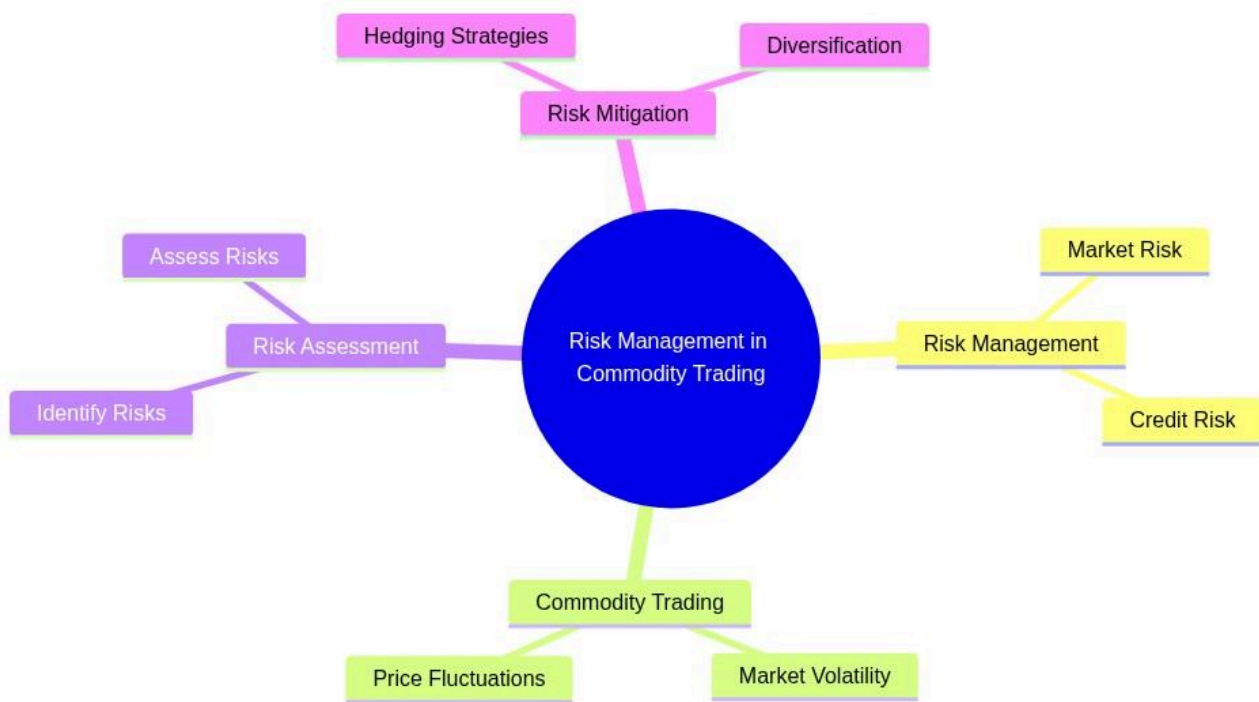 Hedging Strategies
Diversification
Risk Mitigation
Assess Risks
Market Risk
Risk Assessment
Risk Management in
Commodity Trading
Risk Management
Identify Risks
Credit Risk
Commodity Trading
Price Fluctuations
Market Volatility